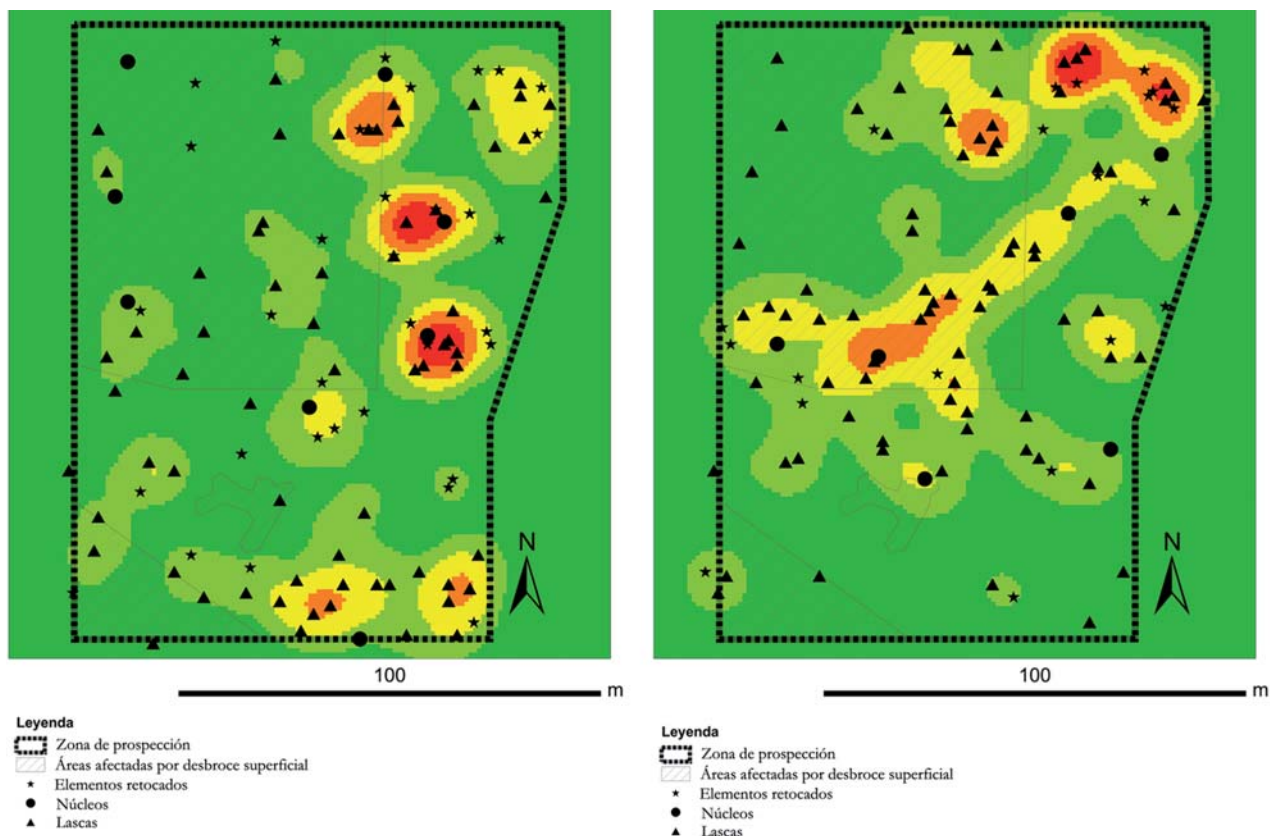 N
100
m
Leyenda
Zona de prospección
Áreas afectadas por desbroce superficial
Elementos retocados
Núcleos
Lascas
N
100
m
Leyenda
Zona de prospección
Áreas afectadas por desbroce superficial
Elementos retocados
Núcleos
Lascas